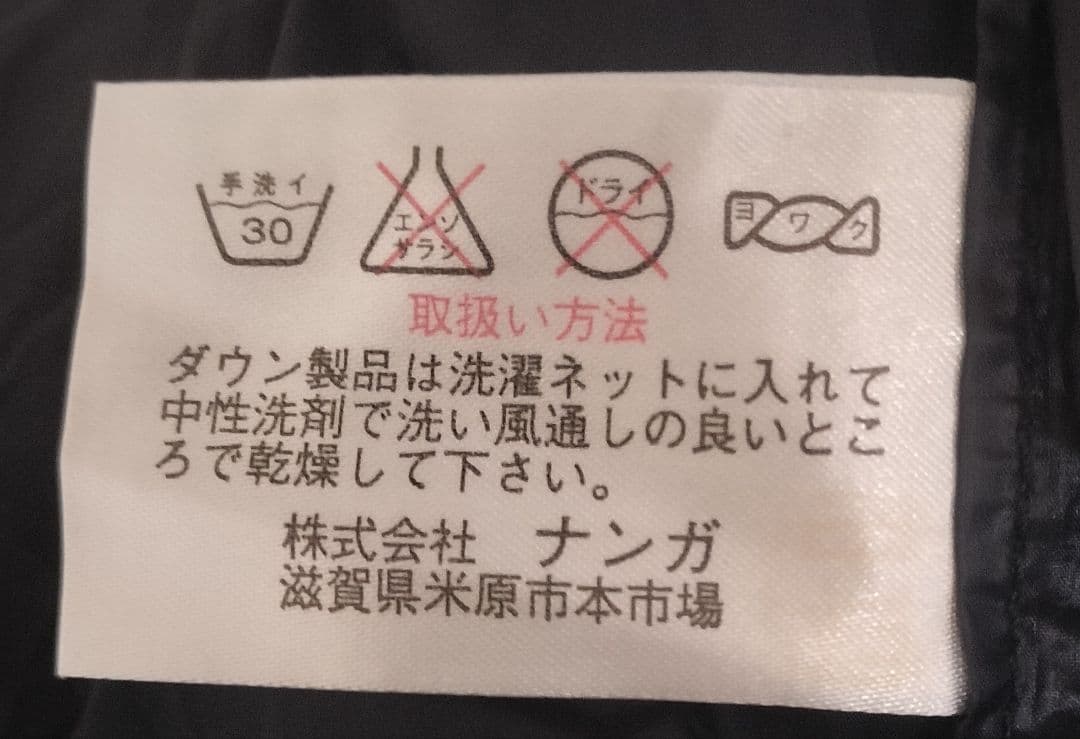 手洗イ
30
エンソ
サラシ
ドライ
ヨワク
取扱い方法
ダウン製品は洗濯ネットに入れて
中性洗剤で洗い風通しの良いとこ
ろで乾燥して下さい。
株式会社　ナンガ
滋賀県米原市本市場